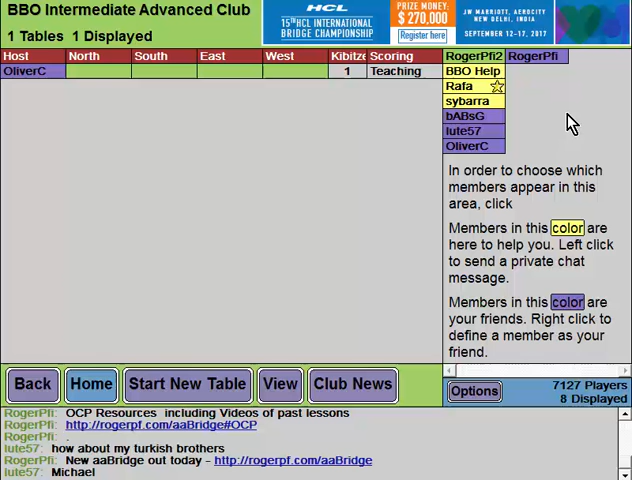 BBO Intermediate Advanced Club
1 Tables 1 Displayed
HCL
15TH HCL INTERNATIONAL
BRIDGE CHAMPIONSHIP
PRIZE MONEY:
$ 270,000
Register here
JW MARRIOTT, AEROCITY
NEW DELHI, INDIA
SEPTEMBER 12-17, 2017
Host North South East West Kibitze Scoring
OliverC 1 Teaching
RogerPfi2 RogerPfi
BBO Help
Rafa
sybarra
bABsG
lute57
OliverC
In order to choose which
members appear in this
area, click
Members in this color are
here to help you. Left click
to send a private chat
message.
Members in this color are
your friends. Right click to
define a member as your
friend.
Back Home Start New Table View Club News
Options
7127 Players
8 Displayed
RogerPfi: OCP Resources including Videos of past lessons
RogerPfi: http://rogerpf.com/aaBridge#OCP
RogerPfi: .
lute57: how about my turkish brothers
RogerPfi: New aaBridge out today - http://rogerpf.com/aaBridge
lute57: Michael